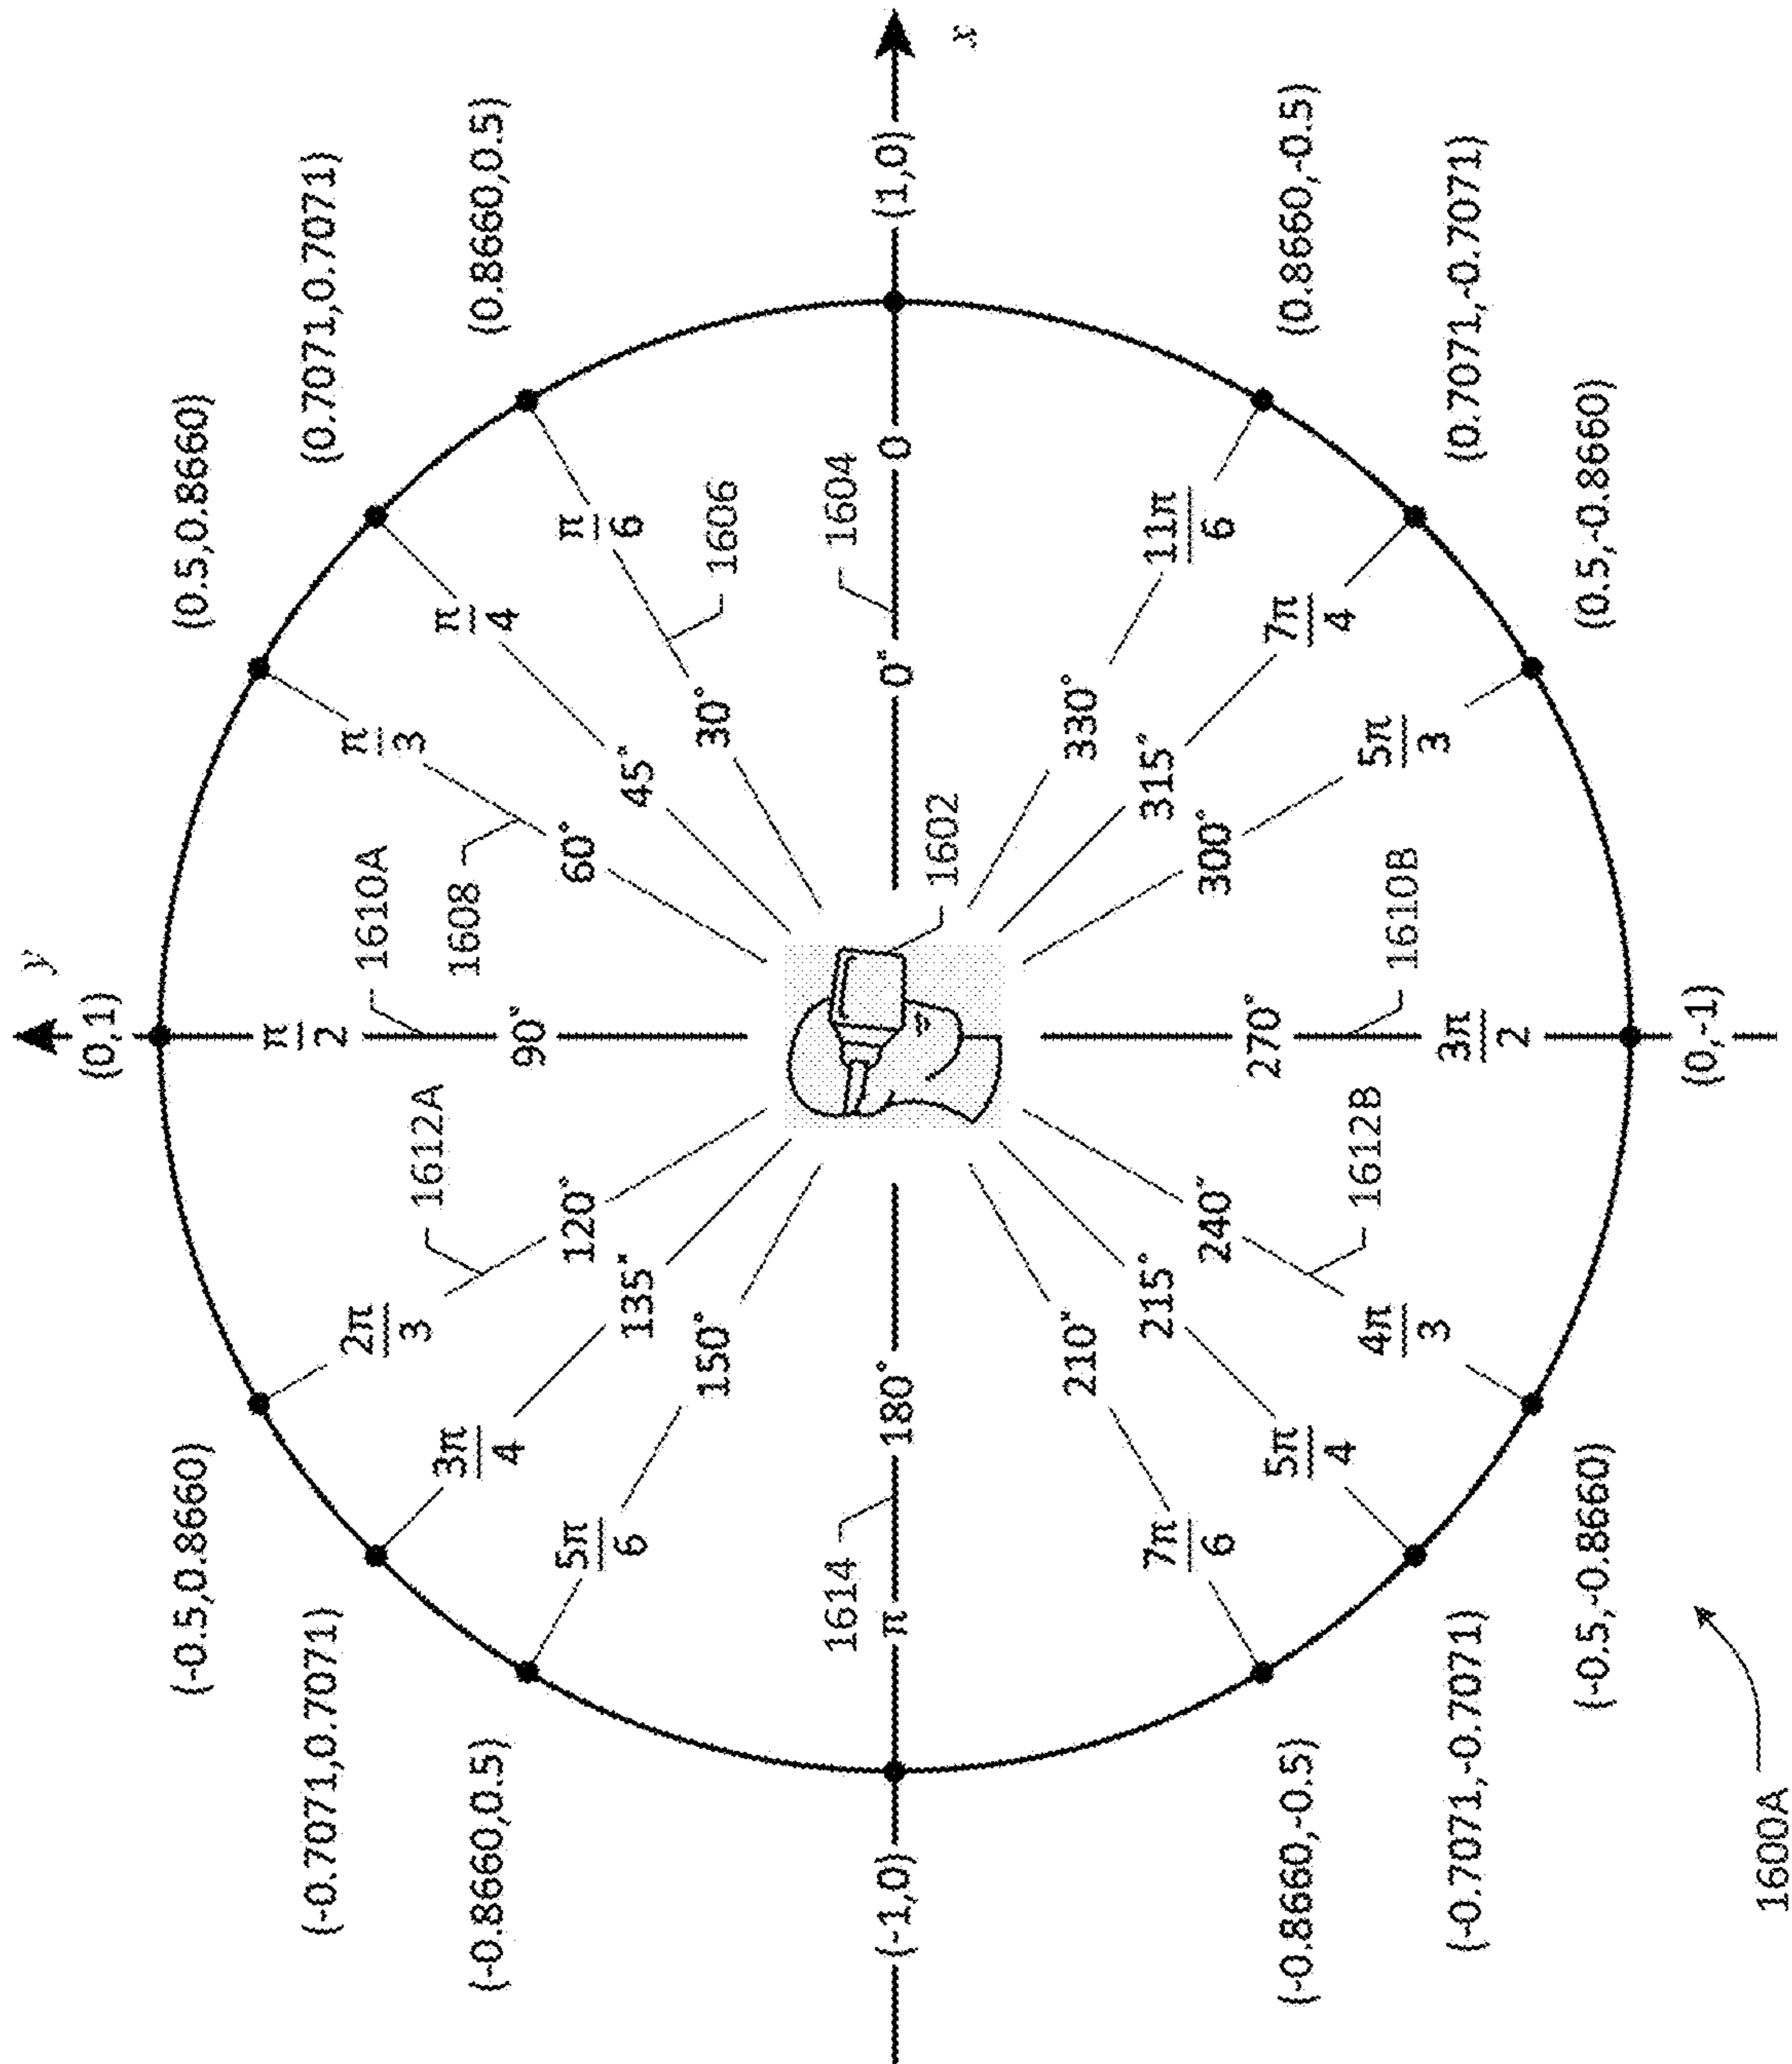 y
(0,1)
(-0.5,0.8660)
(0.5,0.8660)
(-0.7071,0.7071)
(0.7071,0.7071)
(-0.8660,0.5)
(0.8660,0.5)
π
2
2π
3
π
3
1612A
1610A
1608
3π
4
π
4
90°
120°
60°
5π
6
π
6
135°
45°
150°
30°
1606
1614
1604
(-1,0)
π
180°
0°
0
(1,0)
1602
x
210°
330°
215°
315°
7π
6
11π
6
240°
300°
270°
5π
4
7π
4
(-0.8660,-0.5)
(0.8660,-0.5)
1612B
1610B
4π
3
5π
3
3π
2
(-0.7071,-0.7071)
(0.7071,-0.7071)
(-0.5,-0.8660)
(0.5,-0.8660)
(0,-1)
1600A